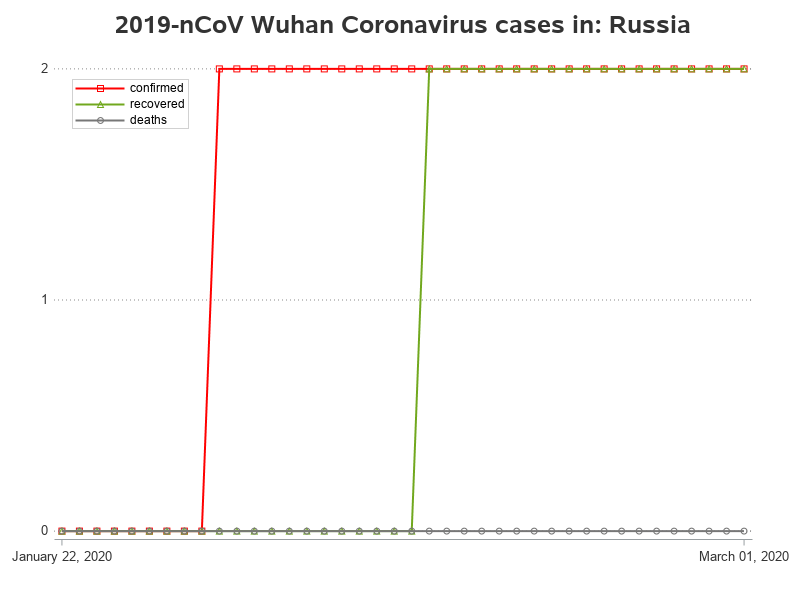 2019-nCoV Wuhan Coronavirus cases in: Russia
2
confirmed
recovered
deaths
1
0
January 22, 2020
March 01, 2020